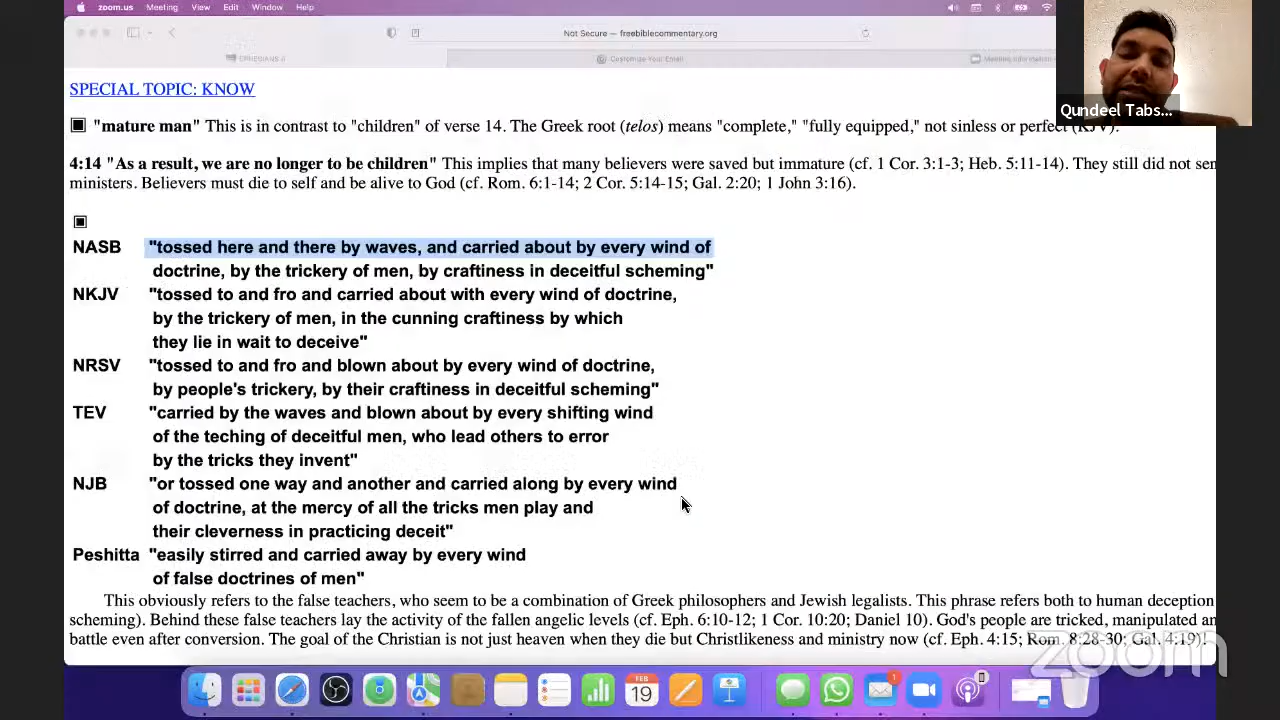 zoom.us Meeting View Edit Window Help
Not Secure — freebiblecommentary.org
EPHESIANS 4
Customize Your Email
Meeting Information
Qundeel Tabs...
SPECIAL TOPIC: KNOW
"mature man" This is in contrast to "children" of verse 14. The Greek root (telos) means "complete," "fully equipped," not sinless or perfect (KJV).
4:14 "As a result, we are no longer to be children" This implies that many believers were saved but immature (cf. 1 Cor. 3:1-3; Heb. 5:11-14). They still did not
ministers. Believers must die to self and be alive to God (cf. Rom. 6:1-14; 2 Cor. 5:14-15; Gal. 2:20; 1 John 3:16).
NASB "tossed here and there by waves, and carried about by every wind of
doctrine, by the trickery of men, by craftiness in deceitful scheming"
NKJV "tossed to and fro and carried about with every wind of doctrine,
by the trickery of men, in the cunning craftiness by which
they lie in wait to deceive"
NRSV "tossed to and fro and blown about by every wind of doctrine,
by people's trickery, by their craftiness in deceitful scheming"
TEV "carried by the waves and blown about by every shifting wind
of the teching of deceitful men, who lead others to error
by the tricks they invent"
NJB "or tossed one way and another and carried along by every wind
of doctrine, at the mercy of all the tricks men play and
their cleverness in practicing deceit"
Peshitta "easily stirred and carried away by every wind
of false doctrines of men"
This obviously refers to the false teachers, who seem to be a combination of Greek philosophers and Jewish legalists. This phrase refers both to human deception
scheming). Behind these false teachers lay the activity of the fallen angelic levels (cf. Eph. 6:10-12; 1 Cor. 10:20; Daniel 10). God's people are tricked, manipulated
battle even after conversion. The goal of the Christian is not just heaven when they die but Christlikeness and ministry now (cf. Eph. 4:15; Rom. 8:28-30; Gal. 4:19)!
zoom
FEB
19
1